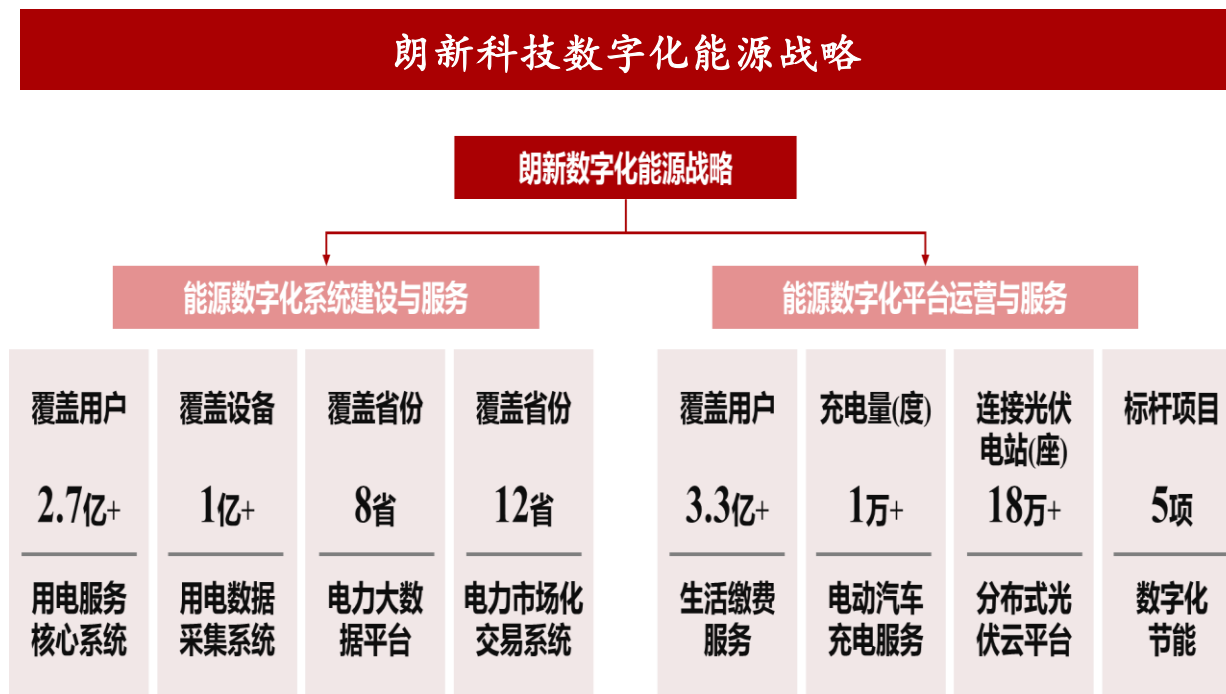 朗新科技数字化能源战略
朗新数字化能源战略
能源数字化系统建设与服务
能源数字化平台运营与服务
覆盖用户
2.7亿+
用电服务
核心系统
覆盖设备
1亿+
用电数据
采集系统
覆盖省份
8省
电力大数
据平台
覆盖省份
12省
电力市场化
交易系统
覆盖用户
3.3亿+
生活缴费
服务
充电量(度)
1万+
电动汽车
充电服务
连接光伏
电站(座)
18万+
分布式光
伏云平台
标杆项目
5项
数字化
节能